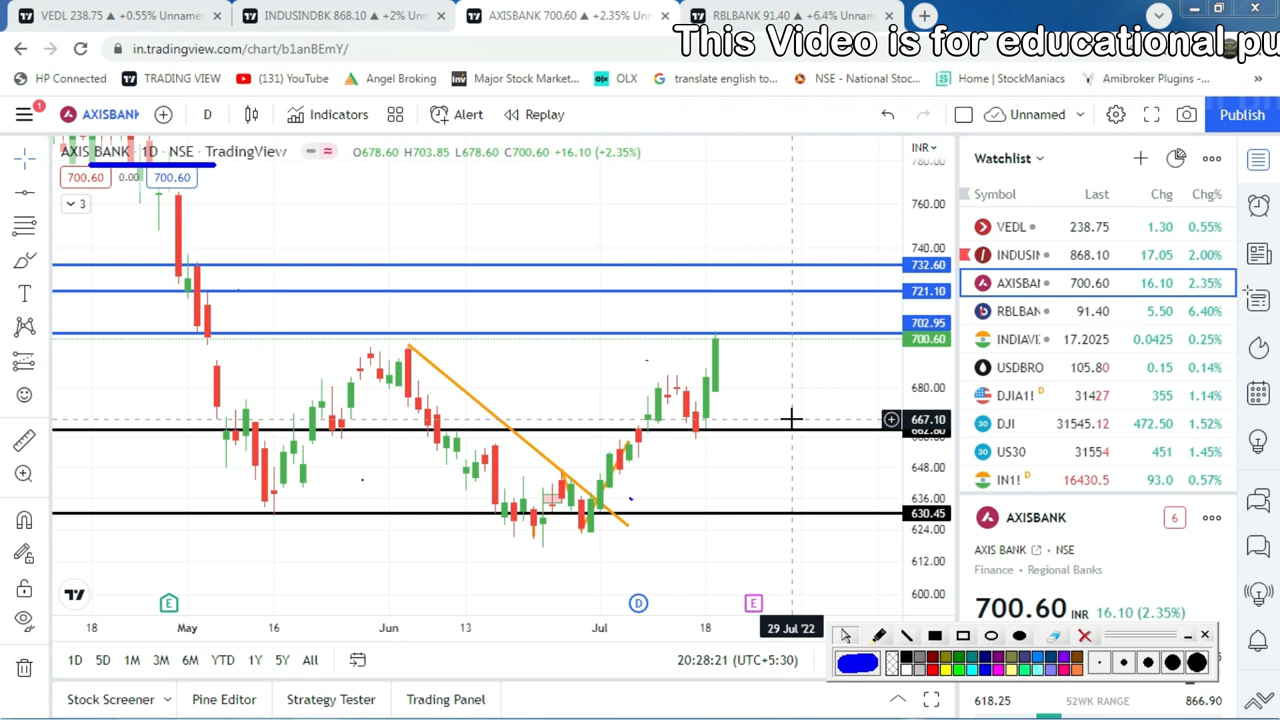 VEDL 238.75 ▲ +0.55% Unname
INDUSINDBK 868.10 ▲ +2% Unnam
AXISBANK 700.60 ▲ +2.35% Unna
RBLBANK 91.40 ▲ +6.4% Unnam
in.tradingview.com/chart/b1anBEmY/
This Video is for educational pu
HP Connected
TRADING VIEW
(131) YouTube
Angel Broking
Major Stock Market...
OLX
translate english to...
NSE - National Stoc...
Home | StockManiacs
Amibroker Plugins -...
»
1
AXISBANK
D
Indicators
Alert
Replay
Unnamed
Publish
AXIS BANK · 1D · NSE · TradingView
O678.60 H703.85 L678.60 C700.60 +16.10 (+2.35%)
700.60
0.00
700.60
3
INR
780.00
760.00
740.00
732.60
721.10
702.95
700.60
680.00
667.10
662.80
648.00
636.00
630.45
624.00
612.00
600.00
E
D
E
18
May
16
Jun
13
Jul
18
29 Jul '22
1D
5D
1M
6M
All
20:28:21 (UTC+5:30)
Stock Screener
Pine Editor
Strategy Tester
Trading Panel
Watchlist
Symbol Last Chg Chg%
VEDL 238.75 1.30 0.55%
INDUSIN 868.10 17.05 2.00%
AXISBAN 700.60 16.10 2.35%
RBLBAN 91.40 5.50 6.40%
INDIAVI 17.2025 0.0425 0.25%
USDBRO 105.80 0.15 0.14%
DJIA1! D 31427 355 1.14%
DJI 31545.12 472.50 1.52%
US30 31554 451 1.45%
IN1! D 16430.5 93.0 0.57%
AXISBANK
6
AXIS BANK · NSE
Finance · Regional Banks
700.60 INR 16.10 (2.35%)
618.25 52WK RANGE 866.90